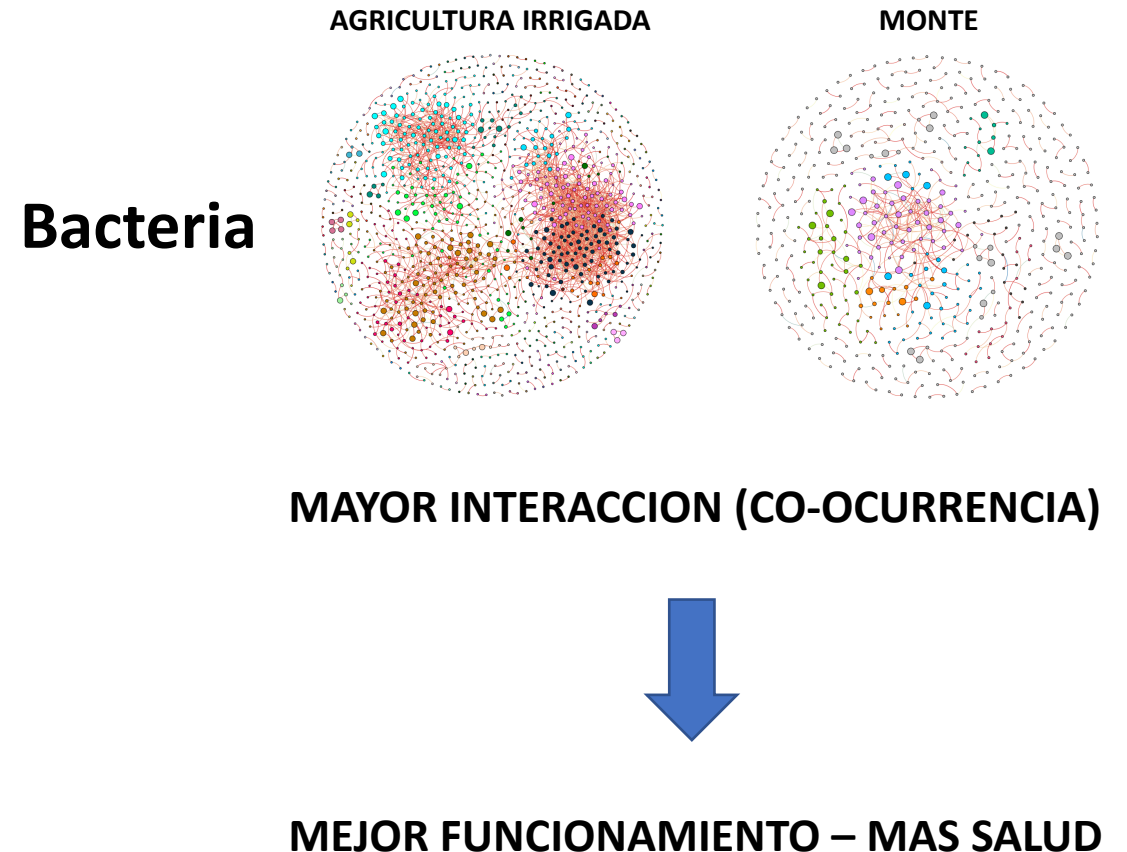 AGRICULTURA IRRIGADA
MONTE
Bacteria
MAYOR INTERACCION (CO-OCURRENCIA)
MEJOR FUNCIONAMIENTO – MAS SALUD